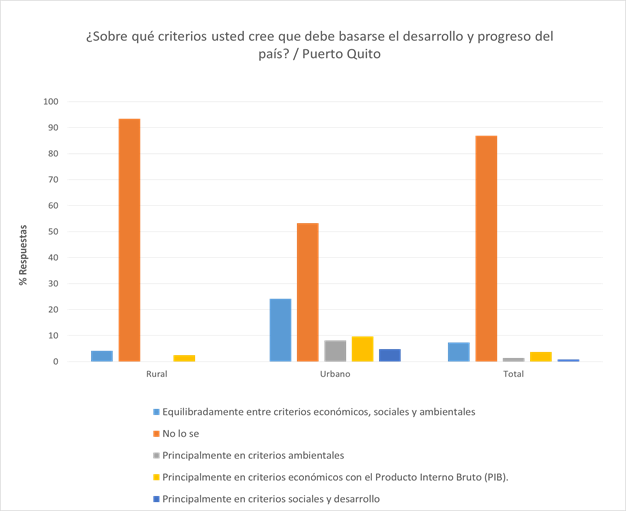 ¿Sobre qué criterios usted cree que debe basarse el desarrollo y progreso del
país? / Puerto Quito
100
90
80
70
60
50
40
30
20
10
0
% Respuestas
Rural
Urbano
Total
Equilibradamente entre criterios económicos, sociales y ambientales
No lo se
Principalmente en criterios ambientales
Principalmente en criterios económicos con el Producto Interno Bruto (PIB).
Principalmente en criterios sociales y desarrollo